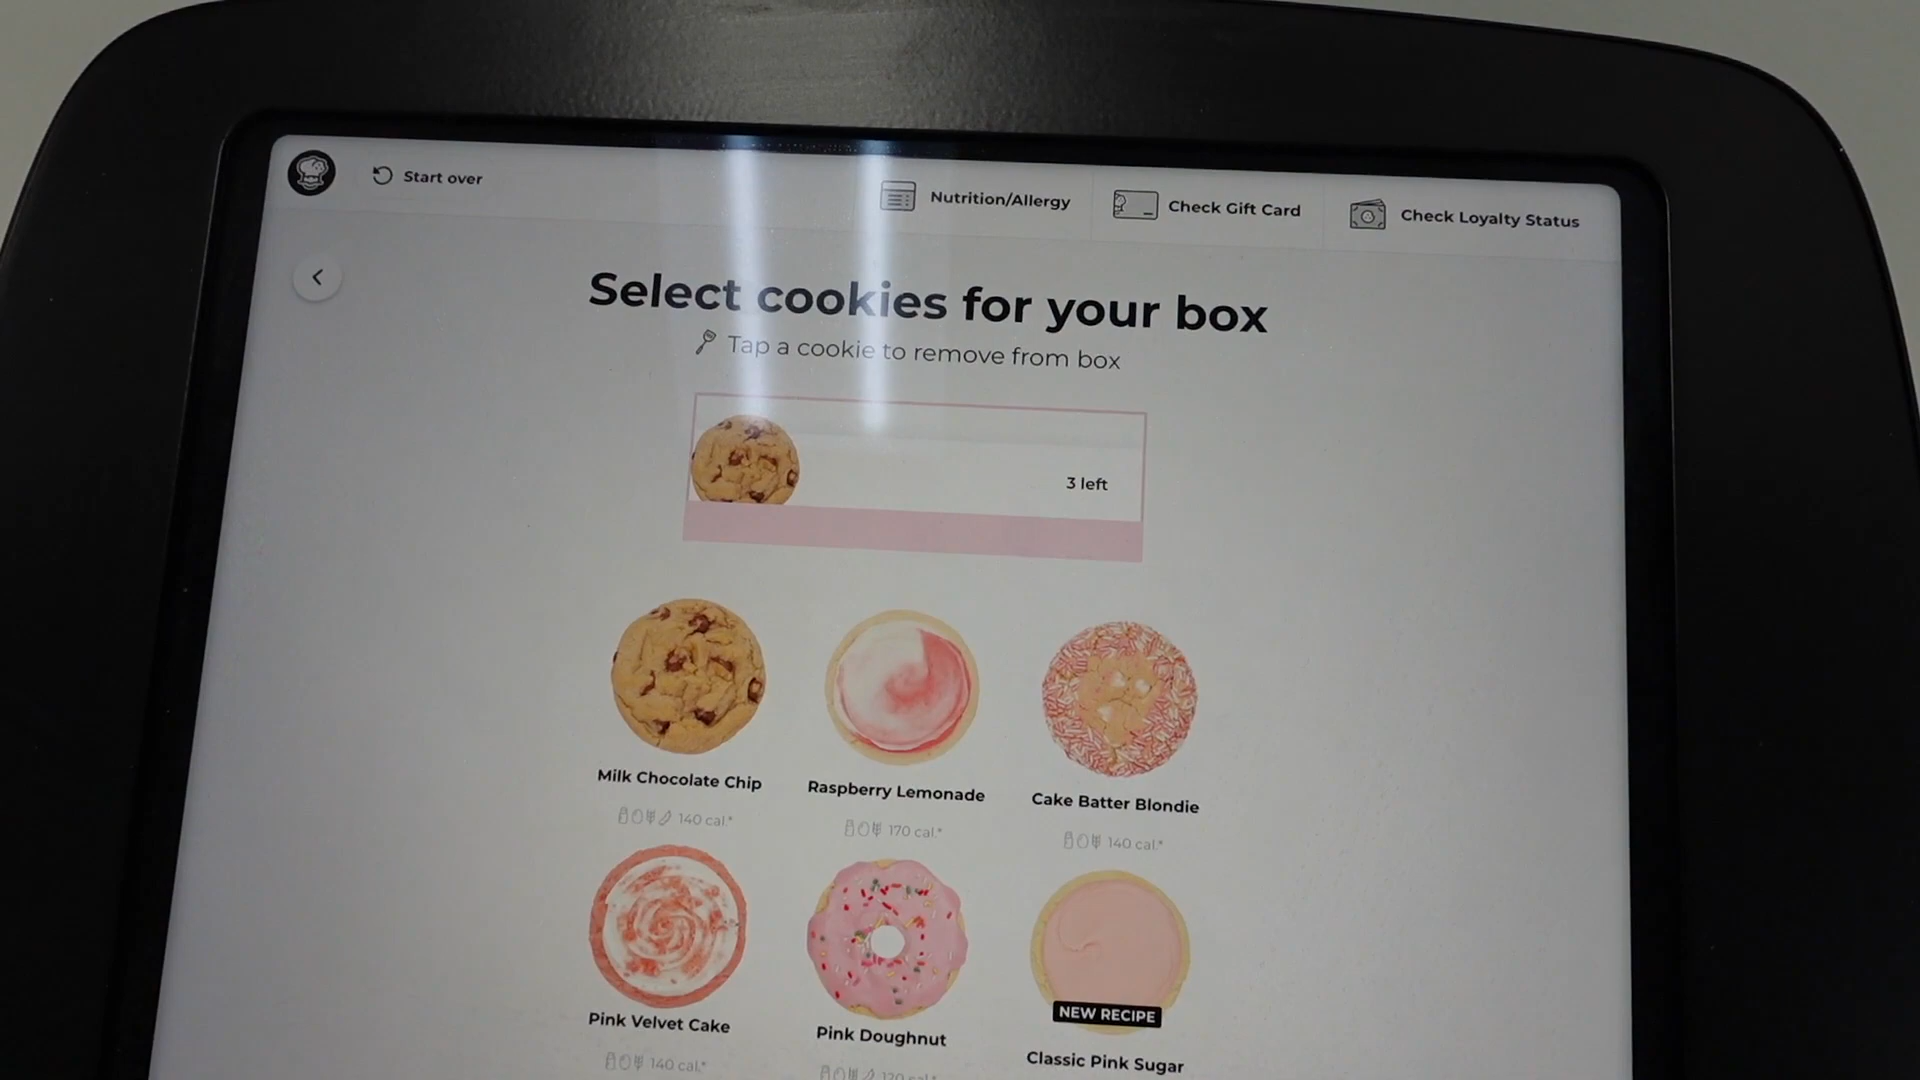 Start over
Nutrition/Allergy
Check Gift Card
Check Loyalty Status
Select cookies for your box
Tap a cookie to remove from box
3 left
Milk Chocolate Chip
140 cal.*
Raspberry Lemonade
170 cal.*
Cake Batter Blondie
140 cal.*
Pink Velvet Cake
140 cal.*
Pink Doughnut
NEW RECIPE
Classic Pink Sugar